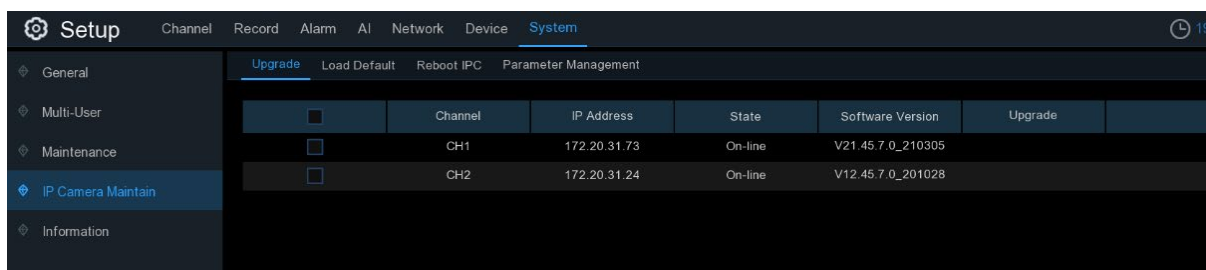 Setup Channel Record Alarm AI Network Device System
General
Multi-User
Maintenance
IP Camera Maintain
Information
Upgrade Load Default Reboot IPC Parameter Management
Channel IP Address State Software Version Upgrade
CH1 172.20.31.73 On-line V21.45.7.0_210305
CH2 172.20.31.24 On-line V12.45.7.0_201028